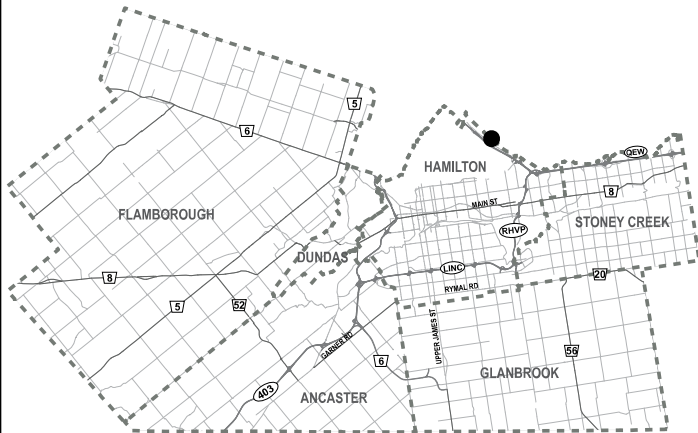 5
6
HAMILTON
QEW
8
MAIN ST
FLAMBOROUGH
STONEY CREEK
RHVP
DUNDAS
LINC
8
20
RYMAL RD
5
52
UPPER JAMES ST
GARNER RD
6
56
GLANBROOK
403
ANCASTER